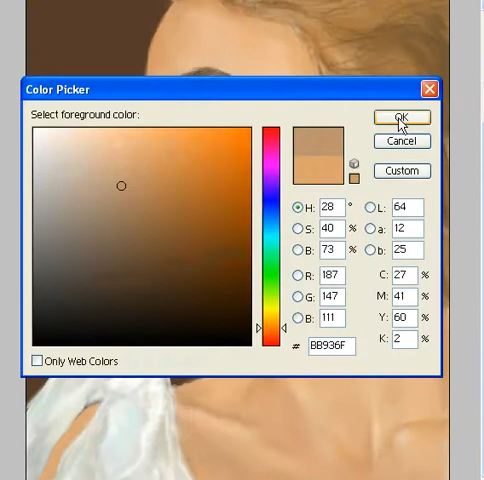 Color Picker
Select foreground color:
OK
Cancel
Custom
H: 28 °
L: 64
S: 40 %
a: 12
B: 73 %
b: 25
R: 187
C: 27 %
G: 147
M: 41 %
B: 111
Y: 60 %
# BB936F
K: 2 %
Only Web Colors